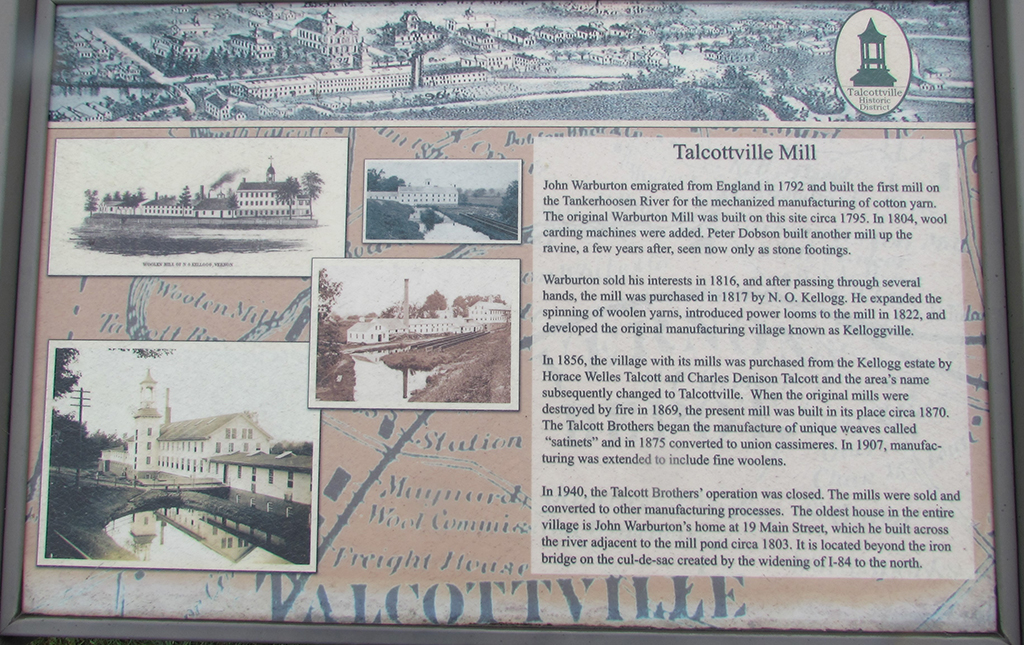 Talcottville
Historic
District
Talcottville Mill
John Warburton emigrated from England in 1792 and built the first mill on
the Tankerhoosen River for the mechanized manufacturing of cotton yarn.
The original Warburton Mill was built on this site circa 1795. In 1804, wool
carding machines were added. Peter Dobson built another mill up the
ravine, a few years after, seen now only as stone footings.
Warburton sold his interests in 1816, and after passing through several
hands, the mill was purchased in 1817 by N. O. Kellogg. He expanded the
spinning of woolen yarns, introduced power looms to the mill in 1822, and
developed the original manufacturing village known as Kelloggville.
In 1856, the village with its mills was purchased from the Kellogg estate by
Horace Welles Talcott and Charles Denison Talcott and the area's name
subsequently changed to Talcottville. When the original mills were
destroyed by fire in 1869, the present mill was built in its place circa 1870.
The Talcott Brothers began the manufacture of unique weaves called
"satinets" and in 1875 converted to union cassimeres. In 1907, manufac-
turing was extended to include fine woolens.
In 1940, the Talcott Brothers' operation was closed. The mills were sold and
converted to other manufacturing processes. The oldest house in the entire
village is John Warburton's home at 19 Main Street, which he built across
the river adjacent to the mill pond circa 1803. It is located beyond the iron
bridge on the cul-de-sac created by the widening of I-84 to the north.
WOOLEN MILL OF N O KELLOGG, VERNON
Woolen Mill
Talcott
Station
Maynard
Wool
Freight House
TALCOTTVILLE